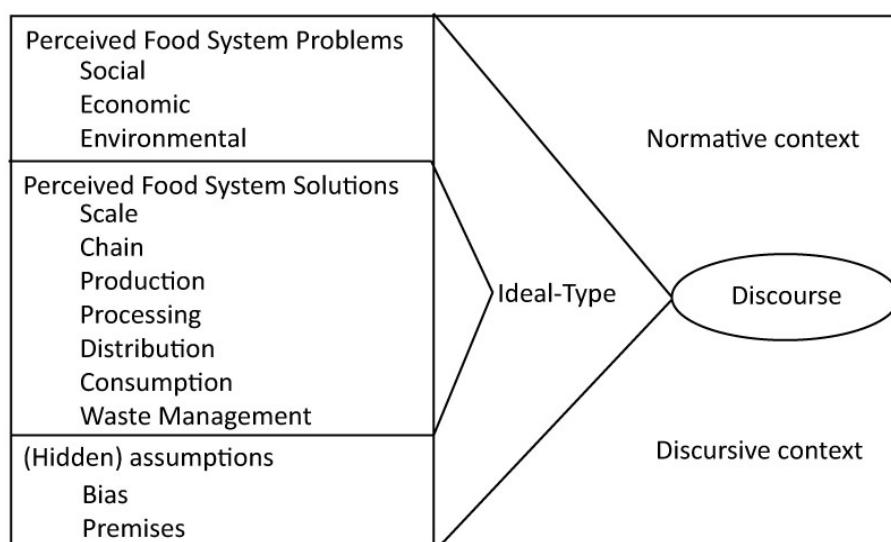 Perceived Food System Problems
Social
Economic
Environmental
Perceived Food System Solutions
Scale
Chain
Production
Processing
Distribution
Consumption
Waste Management
(Hidden) assumptions
Bias
Premises
Ideal-Type
Normative context
Discourse
Discursive context